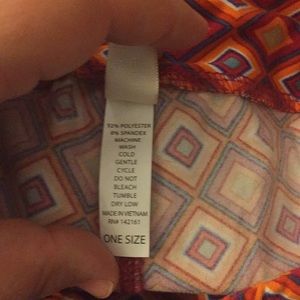 92% POLYESTER
8% SPANDEX
MACHINE
WASH
COLD
GENTLE
CYCLE
DO NOT
BLEACH
TUMBLE
DRY LOW
MADE IN VIETNAM
RN# 142161
ONE SIZE